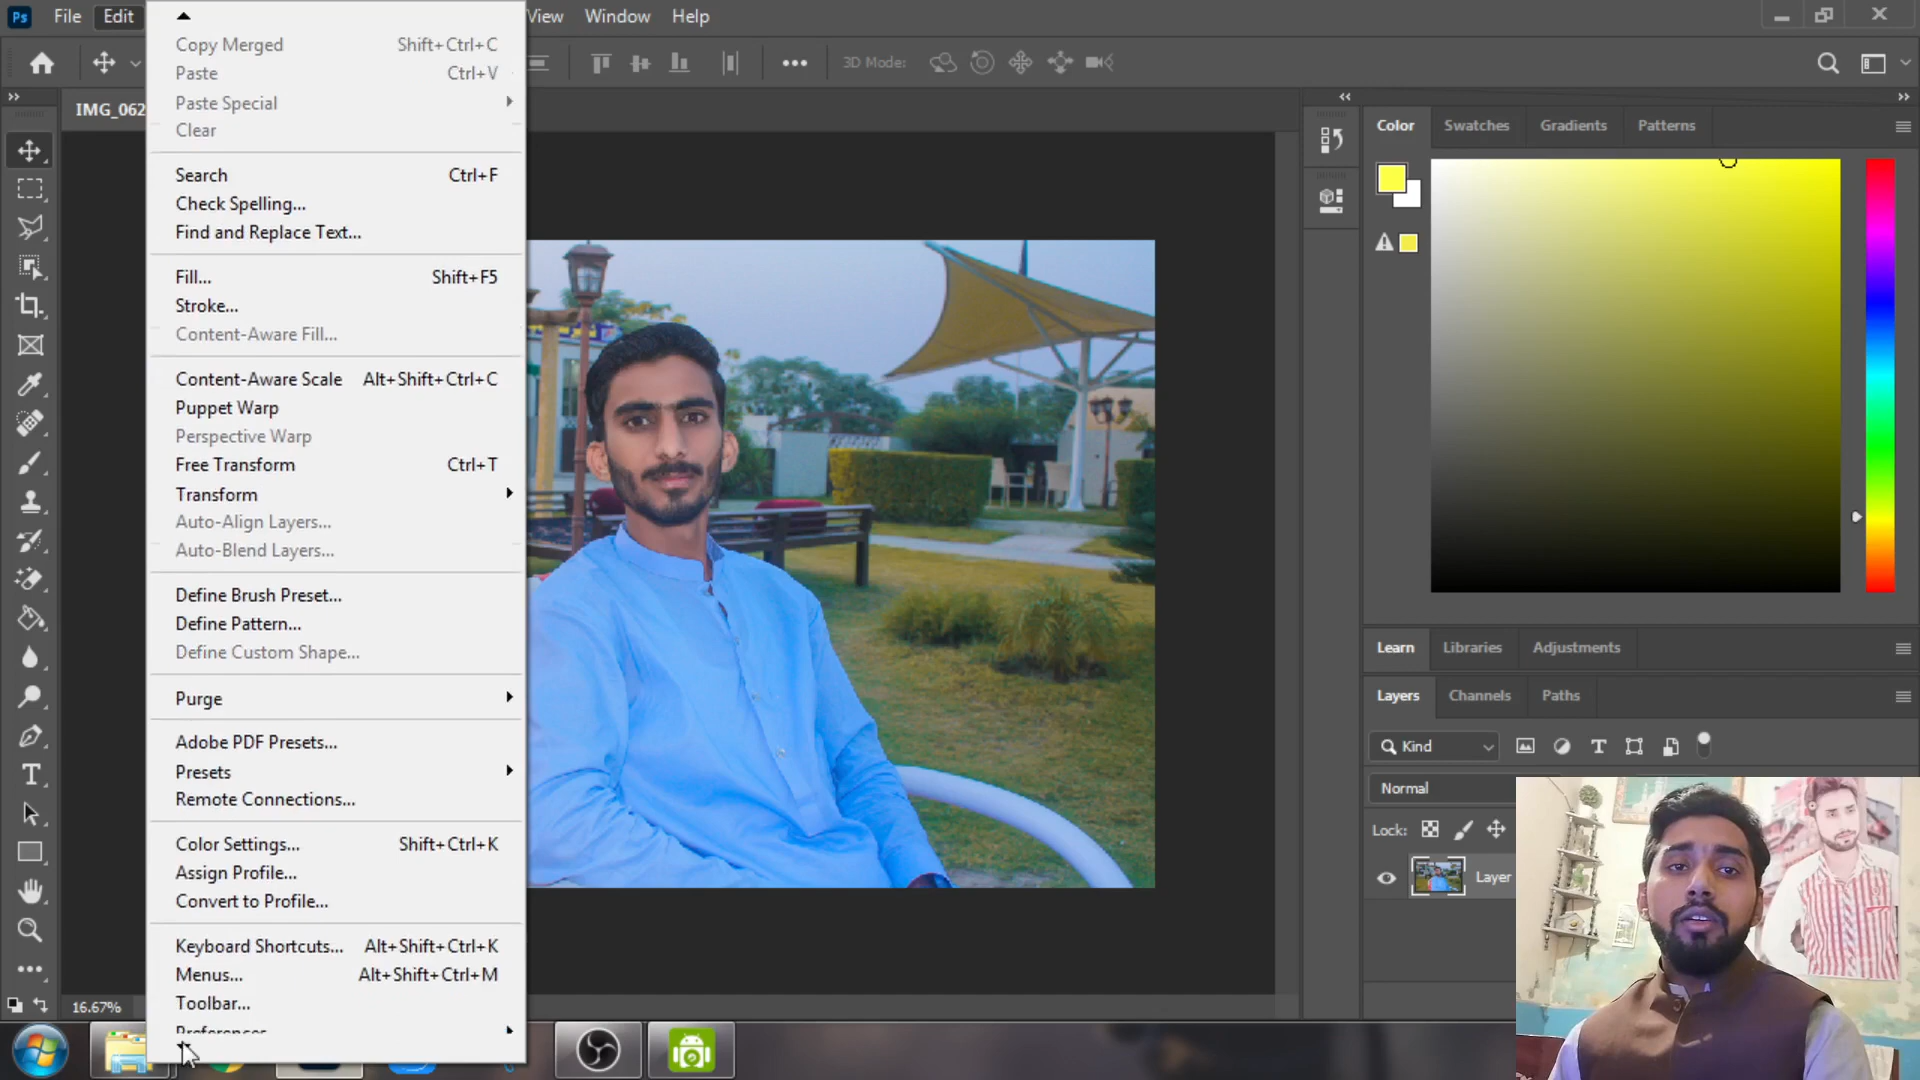 Ps File Edit View Window Help
3D Mode:
IMG_062
Copy Merged Shift+Ctrl+C
Paste Ctrl+V
Paste Special
Clear
Search Ctrl+F
Check Spelling...
Find and Replace Text...
Fill... Shift+F5
Stroke...
Content-Aware Fill...
Content-Aware Scale Alt+Shift+Ctrl+C
Puppet Warp
Perspective Warp
Free Transform Ctrl+T
Transform
Auto-Align Layers...
Auto-Blend Layers...
Define Brush Preset...
Define Pattern...
Define Custom Shape...
Purge
Adobe PDF Presets...
Presets
Remote Connections...
Color Settings... Shift+Ctrl+K
Assign Profile...
Convert to Profile...
Keyboard Shortcuts... Alt+Shift+Ctrl+K
Menus... Alt+Shift+Ctrl+M
Toolbar...
Preferences
16.67%
Color Swatches Gradients Patterns
Learn Libraries Adjustments
Layers Channels Paths
Kind
Normal
Lock:
Layer